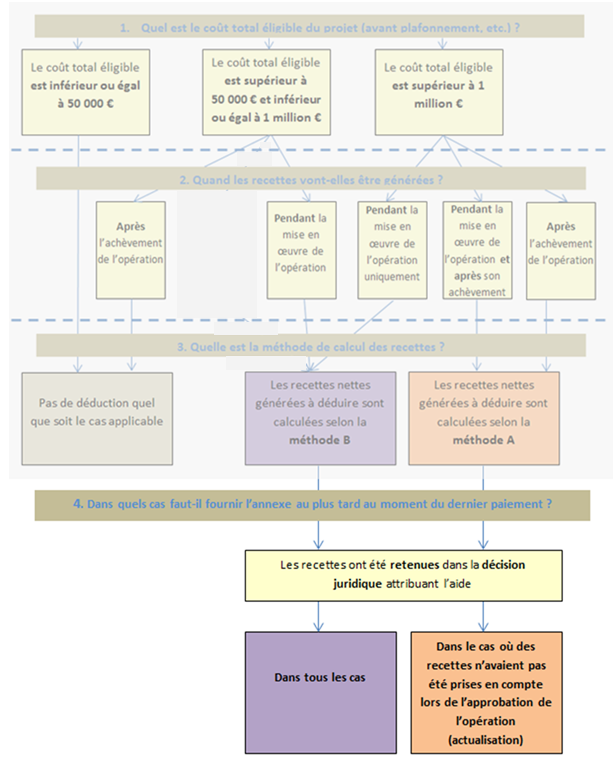 1. Quel est le coût total éligible du projet (avant plafonnement, etc.) ?
Le coût total éligible
est inférieur ou égal
à 50 000 €
Le coût total éligible
est supérieur à
50 000 € et inférieur
ou égal à 1 million €
Le coût total éligible
est supérieur à 1
million €
2. Quand les recettes vont-elles être générées ?
Après
l’achèvement
de l’opération
Pendant la
mise en
œuvre de
l’opération
Pendant la
mise en
œuvre de
l’opération
uniquement
Pendant la
mise en
œuvre de
l’opération et
après son
achèvement
Après
l’achèvement
de l’opération
3. Quelle est la méthode de calcul des recettes ?
Pas de déduction quel
que soit le cas applicable
Les recettes nettes
générées à déduire sont
calculées selon la
méthode B
Les recettes nettes
générées à déduire sont
calculées selon la
méthode A
4. Dans quels cas faut-il fournir l’annexe au plus tard au moment du dernier paiement ?
Les recettes ont été retenues dans la décision
juridique attribuant l’aide
Dans tous les cas
Dans le cas où des
recettes n’avaient pas
été prises en compte
lors de l’approbation de
l’opération
(actualisation)